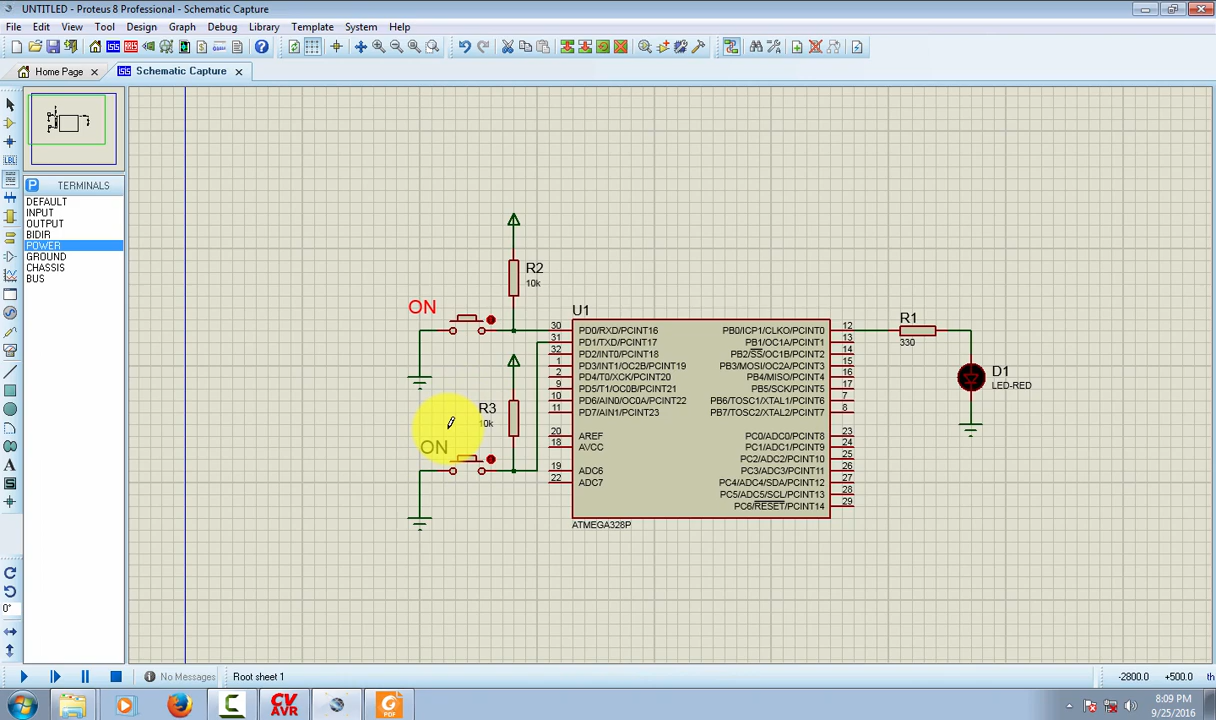 UNTITLED - Proteus 8 Professional - Schematic Capture
File Edit View Tool Design Graph Debug Library Template System Help
Home Page Schematic Capture
LBL
P TERMINALS
DEFAULT
INPUT
OUTPUT
BIDIR
POWER
GROUND
CHASSIS
BUS
A
0°
R2
10k
ON
R3
10k
ON
U1
30 PD0/RXD/PCINT16 PB0/ICP1/CLKO/PCINT0 12
31 PD1/TXD/PCINT17 PB1/OC1A/PCINT1 13
32 PD2/INT0/PCINT18 PB2/SS/OC1B/PCINT2 14
1 PD3/INT1/OC2B/PCINT19 PB3/MOSI/OC2A/PCINT3 15
2 PD4/T0/XCK/PCINT20 PB4/MISO/PCINT4 16
9 PD5/T1/OC0B/PCINT21 PB5/SCK/PCINT5 17
10 PD6/AIN0/OC0A/PCINT22 PB6/TOSC1/XTAL1/PCINT6 7
11 PD7/AIN1/PCINT23 PB7/TOSC2/XTAL2/PCINT7 8
20 AREF PC0/ADC0/PCINT8 23
18 AVCC PC1/ADC1/PCINT9 24
PC2/ADC2/PCINT10 25
19 ADC6 PC3/ADC3/PCINT11 26
22 ADC7 PC4/ADC4/SDA/PCINT12 27
PC5/ADC5/SCL/PCINT13 28
PC6/RESET/PCINT14 29
ATMEGA328P
R1
330
D1
LED-RED
No Messages Root sheet 1 -2800.0 +500.0 th
CV
AVR
PDF
8:09 PM
9/25/2016